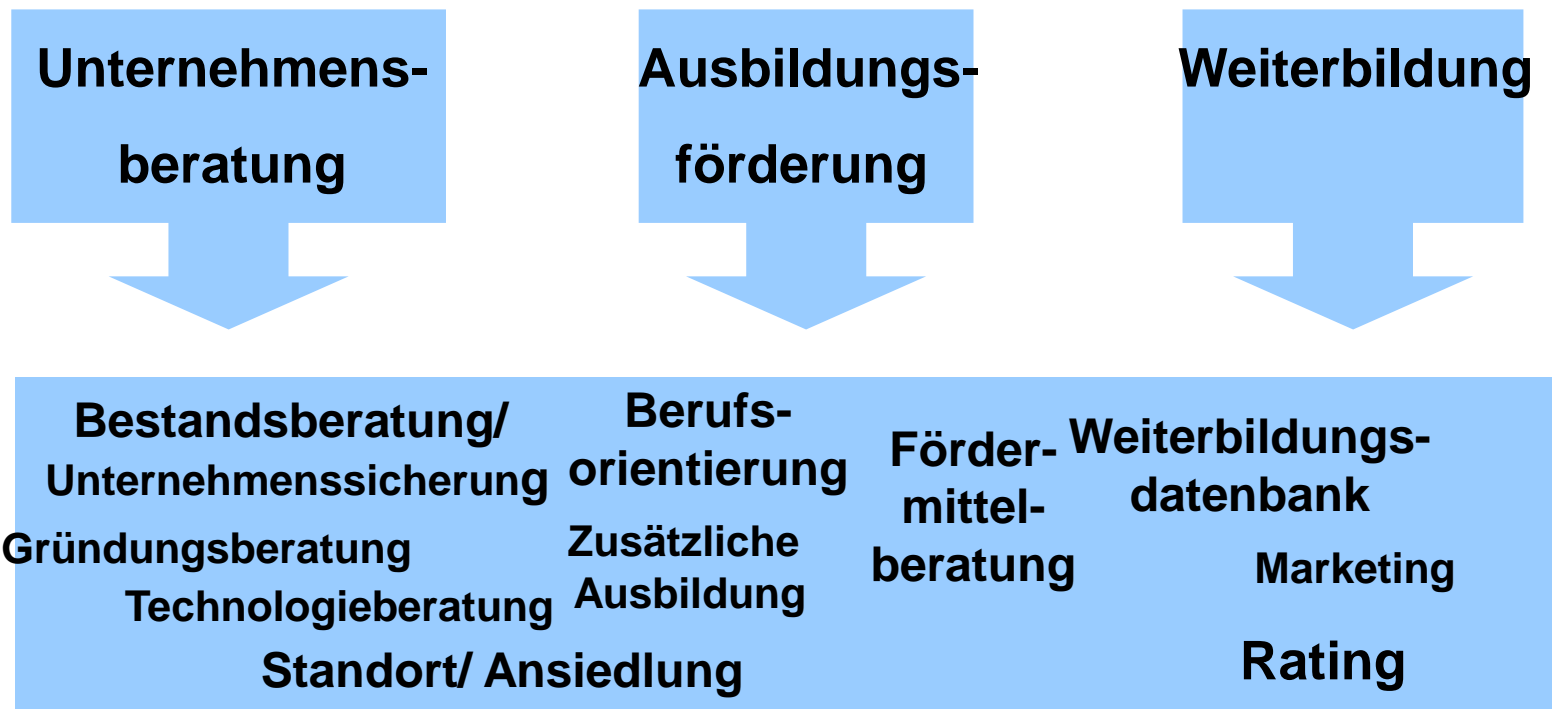 Unternehmens-
beratung
Ausbildungs-
förderung
Weiterbildung
Bestandsberatung/
Unternehmenssicherung
Gründungsberatung
Technologieberatung
Standort/ Ansiedlung
Berufs-
orientierung
Zusätzliche
Ausbildung
Förder-
mittel-
beratung
Weiterbildungs-
datenbank
Marketing
Rating